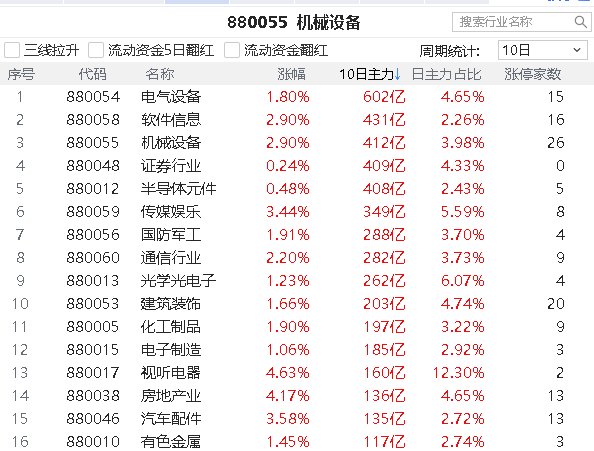 880055 机械设备
搜索行业名称
三线拉升 流动资金5日翻红 流动资金翻红 周期统计: 10日
序号 代码 名称 涨幅 10日主力↓ 日主力占比 涨停家数
1 880054 电气设备 1.80% 602亿 4.65% 15
2 880058 软件信息 2.90% 431亿 2.26% 16
3 880055 机械设备 2.90% 412亿 3.98% 26
4 880048 证券行业 0.24% 409亿 4.33% 0
5 880012 半导体元件 0.48% 408亿 2.43% 5
6 880059 传媒娱乐 3.44% 349亿 5.59% 8
7 880056 国防军工 1.91% 288亿 3.70% 4
8 880060 通信行业 2.20% 282亿 3.73% 9
9 880013 光学光电子 1.23% 262亿 6.07% 4
10 880053 建筑装饰 1.66% 203亿 4.74% 20
11 880005 化工制品 1.90% 197亿 3.22% 9
12 880015 电子制造 1.06% 185亿 2.92% 3
13 880017 视听电器 4.63% 160亿 12.30% 2
14 880038 房地产业 4.17% 136亿 4.65% 13
15 880046 汽车配件 3.58% 135亿 2.72% 13
16 880010 有色金属 1.45% 117亿 2.74% 3